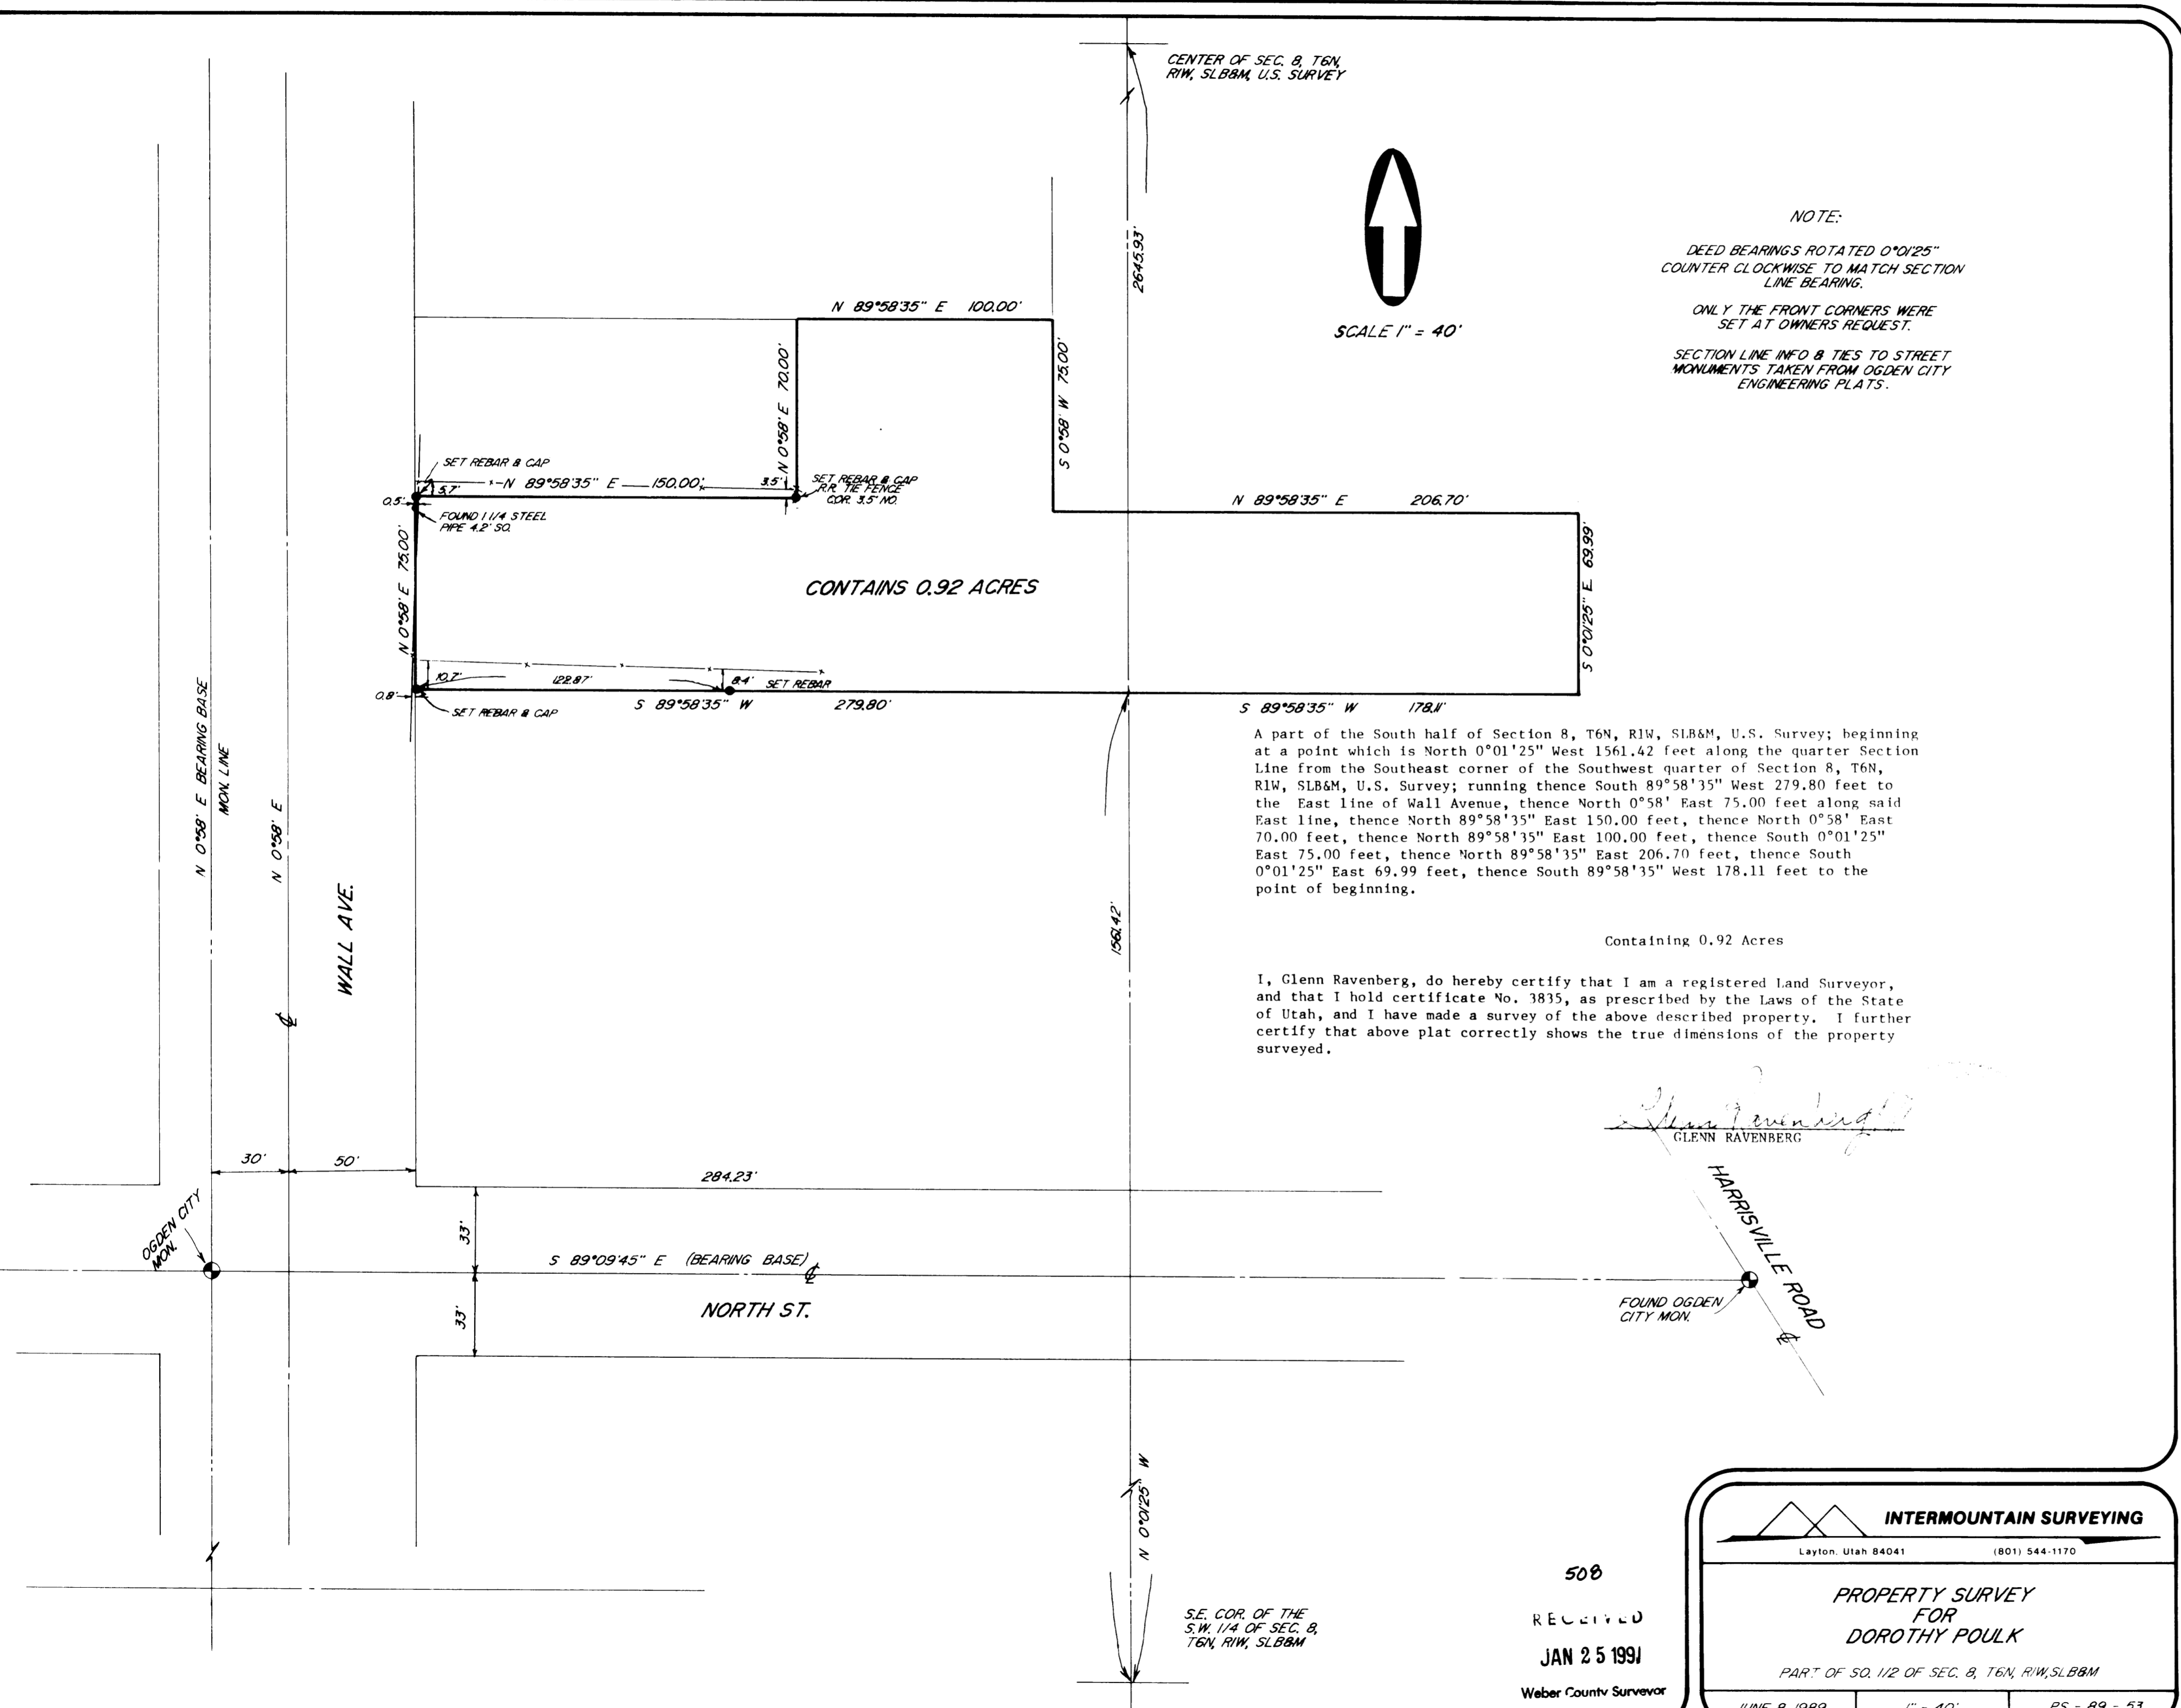 CENTER OF SEC. 8, T6N,
R1W, SLB&M, U.S. SURVEY
2645.93'
SCALE 1" = 40'
NOTE:
DEED BEARINGS ROTATED 0°01'25"
COUNTER CLOCKWISE TO MATCH SECTION
LINE BEARING.
ONLY THE FRONT CORNERS WERE
SET AT OWNERS REQUEST.
SECTION LINE INFO & TIES TO STREET
MONUMENTS TAKEN FROM OGDEN CITY
ENGINEERING PLATS.
N 89°58'35" E 100.00'
N 0°58' E 70.00'
S 0°58' W 75.00'
SET REBAR & CAP
N 89°58'35" E 150.00'
5.7'
3.5'
0.5'
SET REBAR & CAP
R.R. TIE FENCE
COR. 3.5' NO.
FOUND 1 1/4 STEEL
PIPE 4.2' SO.
N 89°58'35" E 206.70'
N 0°58' E 75.00'
S 0°01'25" E 69.99'
CONTAINS 0.92 ACRES
10.7'
122.87'
8.4'
SET REBAR
0.8'
SET REBAR & CAP
S 89°58'35" W 279.80'
S 89°58'35" W 178.11'
A part of the South half of Section 8, T6N, R1W, SLB&M, U.S. Survey; beginning
at a point which is North 0°01'25" West 1561.42 feet along the quarter Section
Line from the Southeast corner of the Southwest quarter of Section 8, T6N,
R1W, SLB&M, U.S. Survey; running thence South 89°58'35" West 279.80 feet to
the East line of Wall Avenue, thence North 0°58' East 75.00 feet along said
East line, thence North 89°58'35" East 150.00 feet, thence North 0°58' East
70.00 feet, thence North 89°58'35" East 100.00 feet, thence South 0°01'25"
East 75.00 feet, thence North 89°58'35" East 206.70 feet, thence South
0°01'25" East 69.99 feet, thence South 89°58'35" West 178.11 feet to the
point of beginning.
Containing 0.92 Acres
I, Glenn Ravenberg, do hereby certify that I am a registered Land Surveyor,
and that I hold certificate No. 3835, as prescribed by the Laws of the State
of Utah, and I have made a survey of the above described property. I further
certify that above plat correctly shows the true dimensions of the property
surveyed.
Glenn Ravenberg
GLENN RAVENBERG
N 0°58' E BEARING BASE
MON. LINE
N 0°58' E
WALL AVE.
1561.42'
30'
50'
284.23'
OGDEN CITY
MON.
33'
33'
S 89°09'45" E (BEARING BASE)
NORTH ST.
HARRISVILLE ROAD
FOUND OGDEN
CITY MON.
N 0°01'25" W
S.E. COR. OF THE
S.W. 1/4 OF SEC. 8,
T6N, R1W, SLB&M
508
RECEIVED
JAN 25 1991
Weber County Surveyor
INTERMOUNTAIN SURVEYING
Layton, Utah 84041 (801) 544-1170
PROPERTY SURVEY
FOR
DOROTHY POULK
PART OF SO. 1/2 OF SEC. 8, T6N, R1W, SLB&M
JUNE 8, 1989 1" = 40' PS - 89 - 53